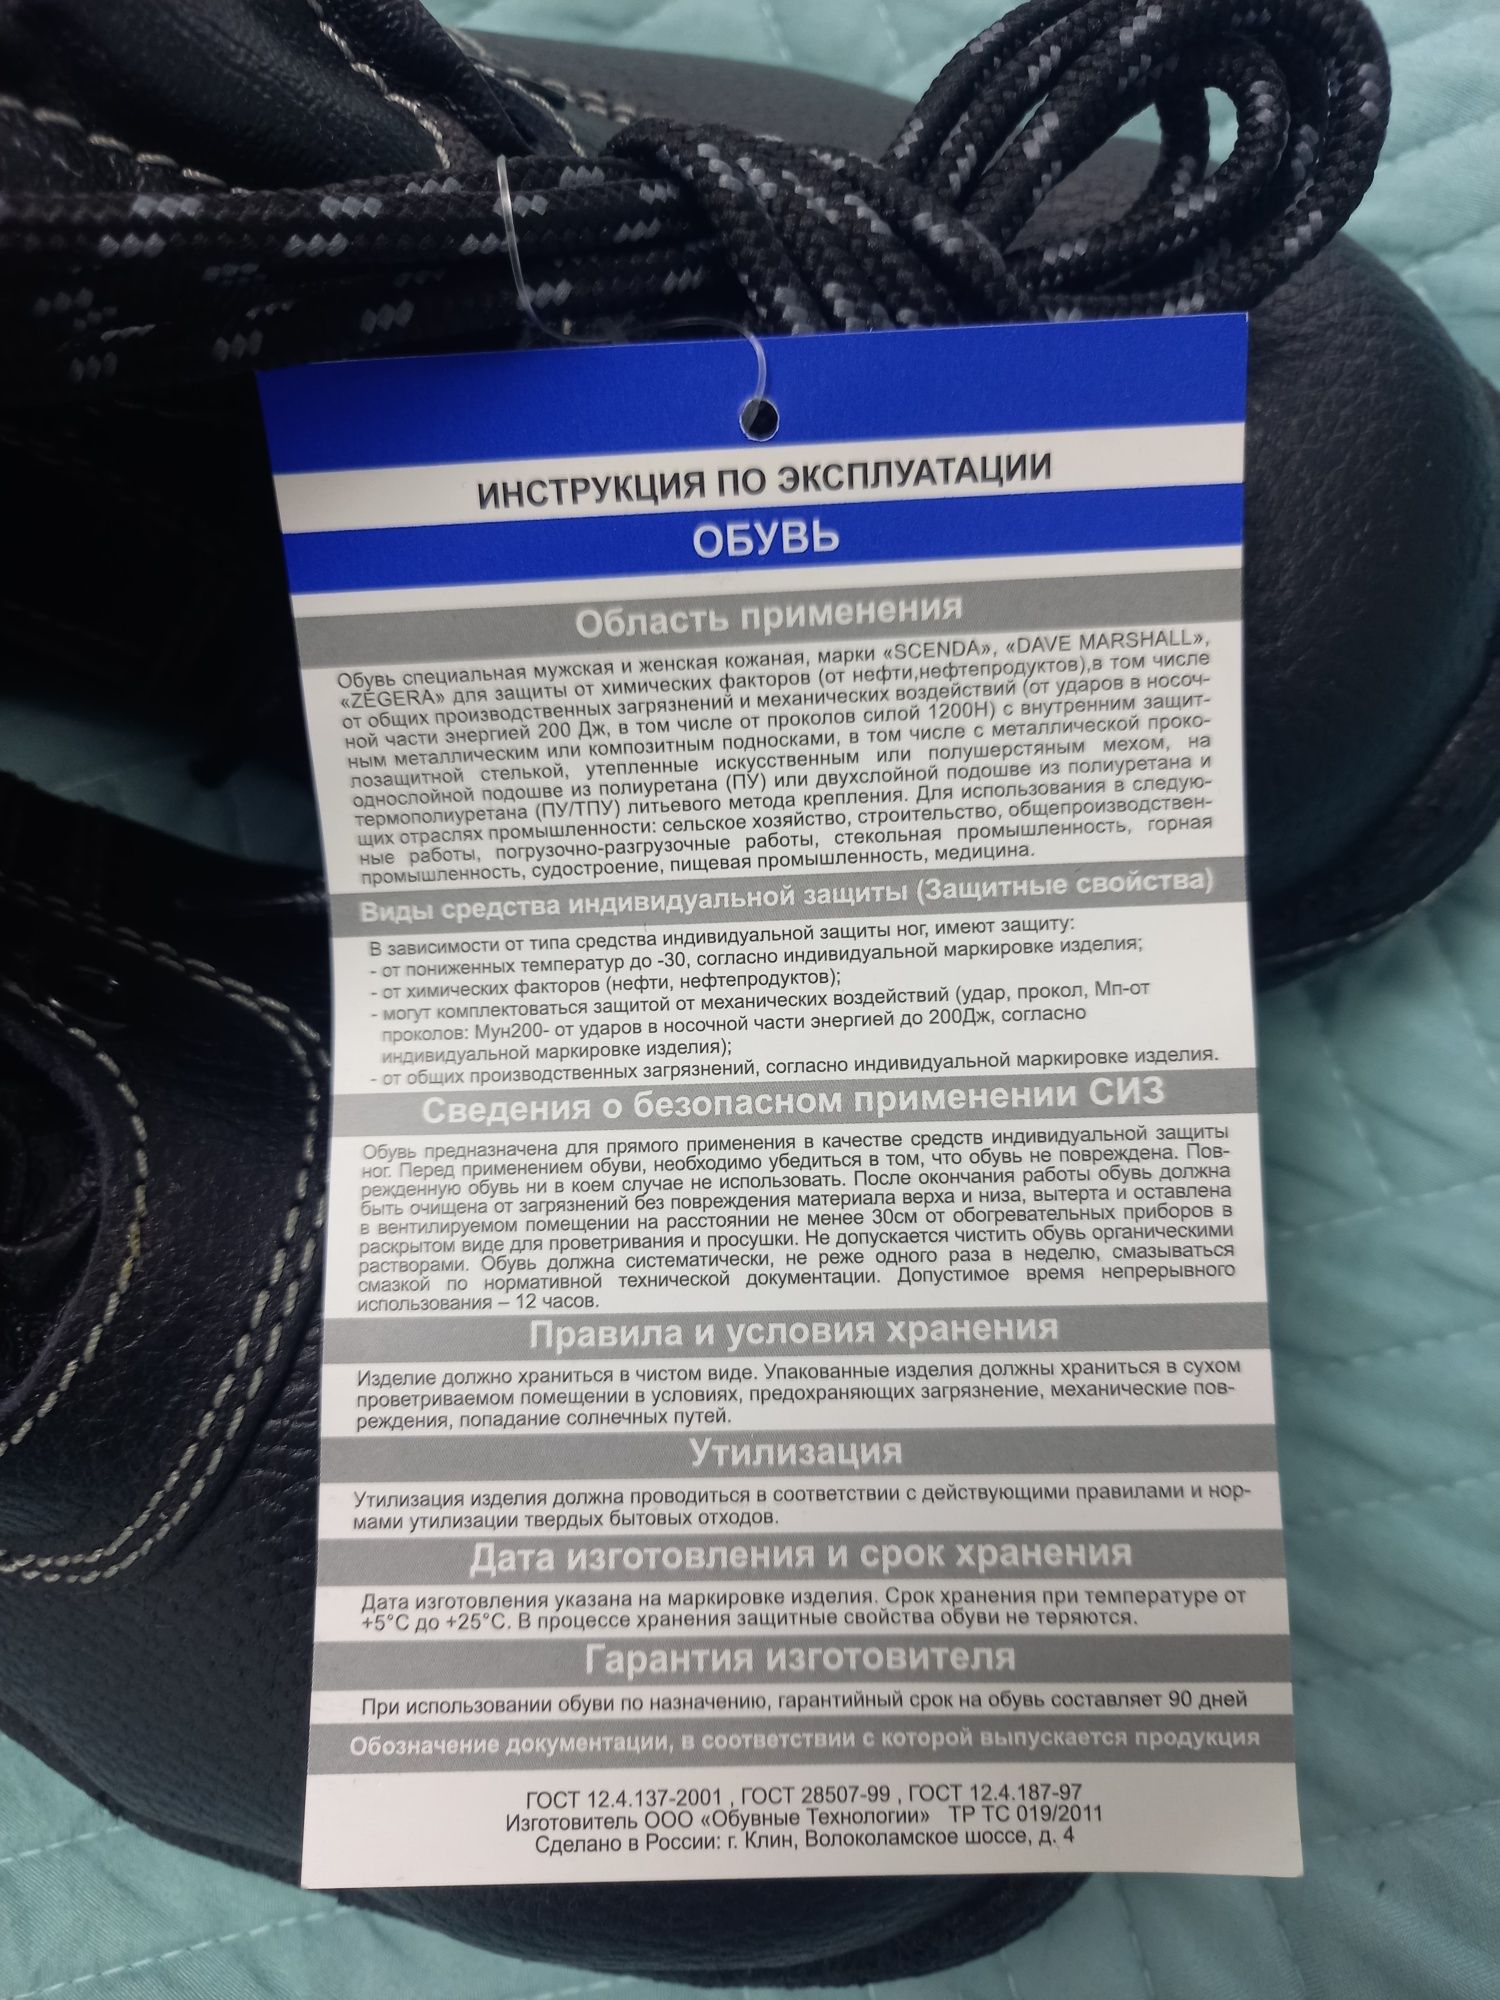 ИНСТРУКЦИЯ ПО ЭКСПЛУАТАЦИИ
ОБУВЬ
Область применения
Обувь специальная мужская и женская кожаная, марки «SCENDA», «DAVE MARSHALL»,
«ZEGERA» для защиты от химических факторов (от нефти,нефтепродуктов),в том числе
от общих производственных загрязнений и механических воздействий (от ударов в носоч-
ной части энергией 200 Дж, в том числе от проколов силой 1200Н) с внутренним защит-
ным металлическим или композитным подносками, в том числе с металлической проко-
лозащитной стелькой, утепленные искусственным или полушерстяным мехом, на
однослойной подошве из полиуретана (ПУ) или двухслойной подошве из полиуретана и
термополиуретана (ПУ/ТПУ) литьевого метода крепления. Для использования в следую-
щих отраслях промышленности: сельское хозяйство, строительство, общепроизводствен-
ные работы, погрузочно-разгрузочные работы, стекольная промышленность, горная
промышленность, судостроение, пищевая промышленность, медицина.
Виды средства индивидуальной защиты (Защитные свойства)
В зависимости от типа средства индивидуальной защиты ног, имеют защиту:
- от пониженных температур до -30, согласно индивидуальной маркировке изделия;
- от химических факторов (нефти, нефтепродуктов);
- могут комплектоваться защитой от механических воздействий (удар, прокол, Мп-от
проколов: Мун200- от ударов в носочной части энергией до 200Дж, согласно
индивидуальной маркировке изделия);
- от общих производственных загрязнений, согласно индивидуальной маркировке изделия.
Сведения о безопасном применении СИЗ
Обувь предназначена для прямого применения в качестве средств индивидуальной защиты
ног. Перед применением обуви, необходимо убедиться в том, что обувь не повреждена. Пов-
режденную обувь ни в коем случае не использовать. После окончания работы обувь должна
быть очищена от загрязнений без повреждения материала верха и низа, вытерта и оставлена
в вентилируемом помещении на расстоянии не менее 30см от обогревательных приборов в
раскрытом виде для проветривания и просушки. Не допускается чистить обувь органическими
растворами. Обувь должна систематически, не реже одного раза в неделю, смазываться
смазкой по нормативной технической документации. Допустимое время непрерывного
использования – 12 часов.
Правила и условия хранения
Изделие должно храниться в чистом виде. Упакованные изделия должны храниться в сухом
проветриваемом помещении в условиях, предохраняющих загрязнение, механические пов-
реждения, попадание солнечных путей.
Утилизация
Утилизация изделия должна проводиться в соответствии с действующими правилами и нор-
мами утилизации твердых бытовых отходов.
Дата изготовления и срок хранения
Дата изготовления указана на маркировке изделия. Срок хранения при температуре от
+5°С до +25°С. В процессе хранения защитные свойства обуви не теряются.
Гарантия изготовителя
При использовании обуви по назначению, гарантийный срок на обувь составляет 90 дней
Обозначение документации, в соответствии с которой выпускается продукция
ГОСТ 12.4.137-2001 , ГОСТ 28507-99 , ГОСТ 12.4.187-97
Изготовитель ООО «Обувные Технологии» ТР ТС 019/2011
Сделано в России: г. Клин, Волоколамское шоссе, д. 4